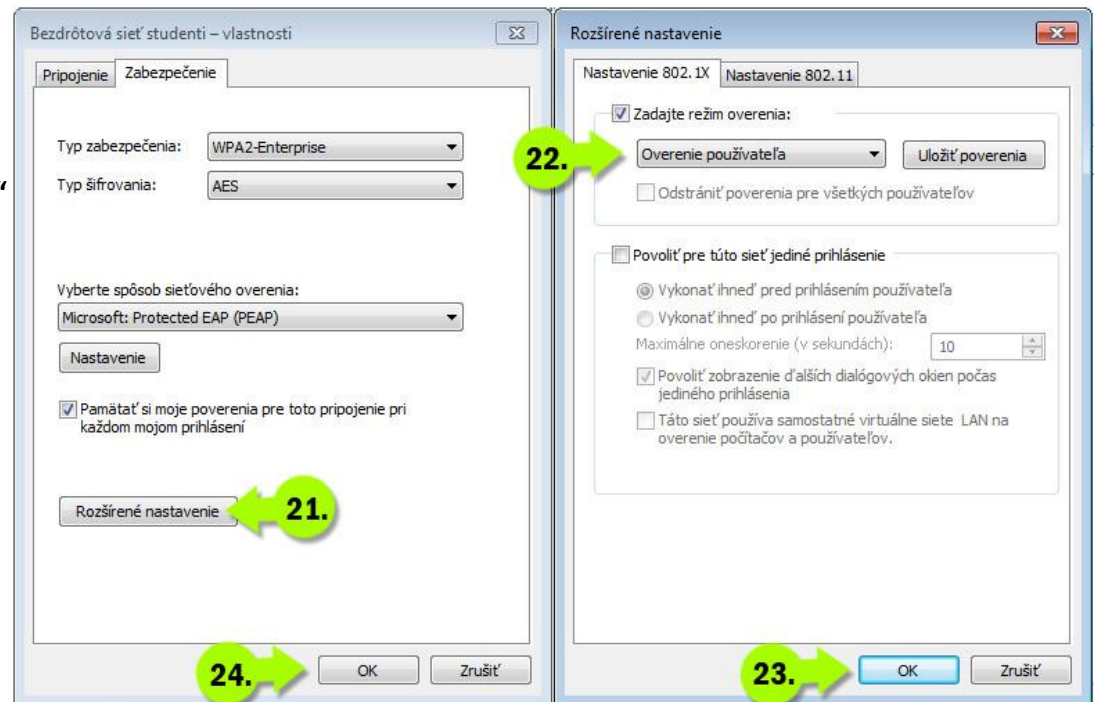 “
Bezdrôtová sieť studenti – vlastnosti
Pripojenie Zabezpečenie
Typ zabezpečenia: WPA2-Enterprise
Typ šifrovania: AES
Vyberte spôsob sieťového overenia:
Microsoft: Protected EAP (PEAP)
Nastavenie
Pamätať si moje poverenia pre toto pripojenie pri
každom mojom prihlásení
Rozšírené nastavenie 21.
24. OK Zrušiť
Rozšírené nastavenie
Nastavenie 802.1X Nastavenie 802.11
Zadajte režim overenia:
22. Overenie používateľa Uložiť poverenia
Odstrániť poverenia pre všetkých používateľov
Povoliť pre túto sieť jediné prihlásenie
Vykonať ihneď pred prihlásením používateľa
Vykonať ihneď po prihlásení používateľa
Maximálne oneskorenie (v sekundách): 10
Povoliť zobrazenie ďalších dialógových okien počas
jediného prihlásenia
Táto sieť používa samostatné virtuálne siete LAN na
overenie počítačov a používateľov.
23. OK Zrušiť